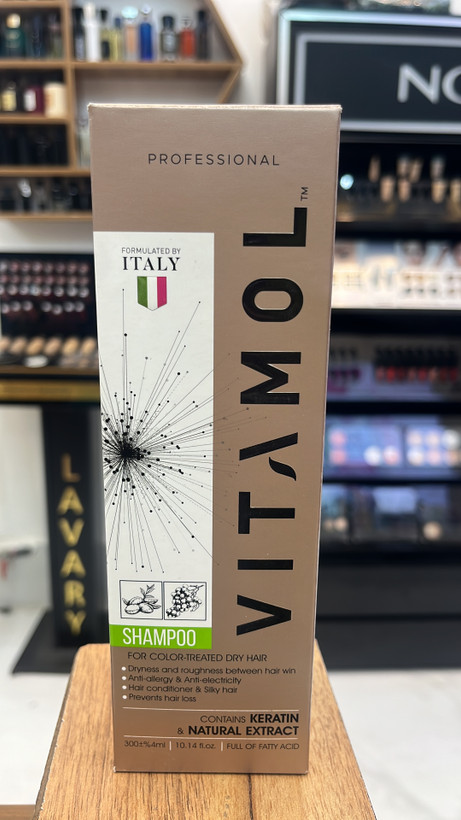 PROFESSIONAL
FORMULATED BY
ITALY
VITAMOL™
SHAMPOO
FOR COLOR-TREATED DRY HAIR
• Dryness and roughness between hair win
• Anti-allergy & Anti-electricity
• Hair conditioner & Silky hair
• Prevents hair loss
CONTAINS KERATIN
& NATURAL EXTRACT
300±%4ml | 10.14 fl.oz. | FULL OF FATTY ACID
LAVARY
NO